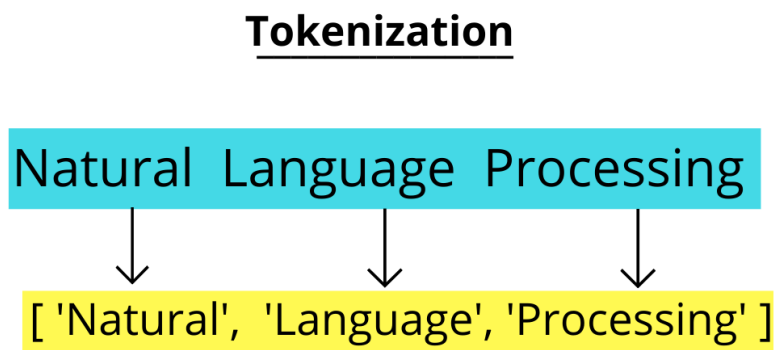 Tokenization
Natural Language Processing
[ 'Natural', 'Language', 'Processing' ]